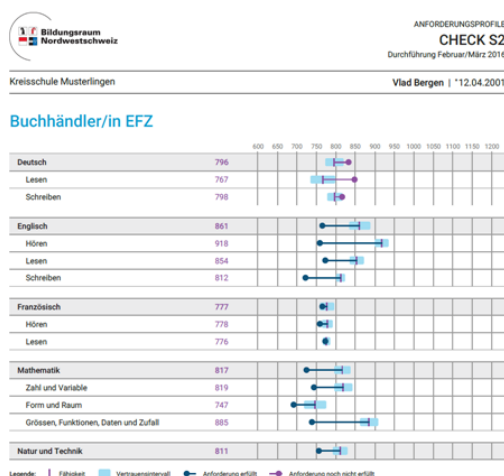 Bildungsraum
Nordwestschweiz
ANFORDERUNGSPROFILE
CHECK S2
Durchführung Februar/März 2016
Kreisschule Musterlingen
Vlad Bergen | *12.04.2001
Buchhändler/in EFZ
600 650 700 750 800 850 900 950 1000 1050 1100 1150 1200
Deutsch 796
Lesen 767
Schreiben 798
Englisch 861
Hören 918
Lesen 854
Schreiben 812
Französisch 777
Hören 778
Lesen 776
Mathematik 817
Zahl und Variable 819
Form und Raum 747
Grössen, Funktionen, Daten und Zufall 885
Natur und Technik 811
Legende: Fähigkeit Vertrauensintervall Anforderung erfüllt Anforderung noch nicht erfüllt